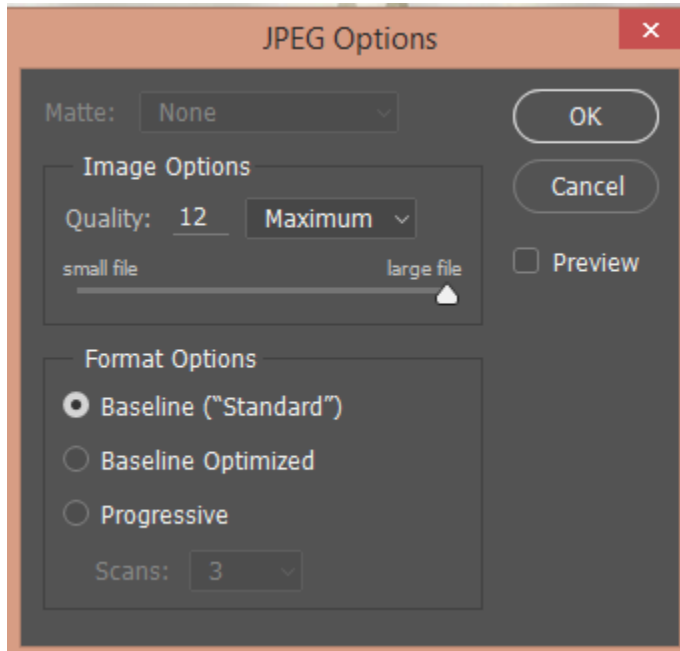 JPEG Options
Matte: None
OK
Image Options
Cancel
Quality: 12 Maximum
small file large file
Preview
Format Options
Baseline (“Standard”)
Baseline Optimized
Progressive
Scans: 3